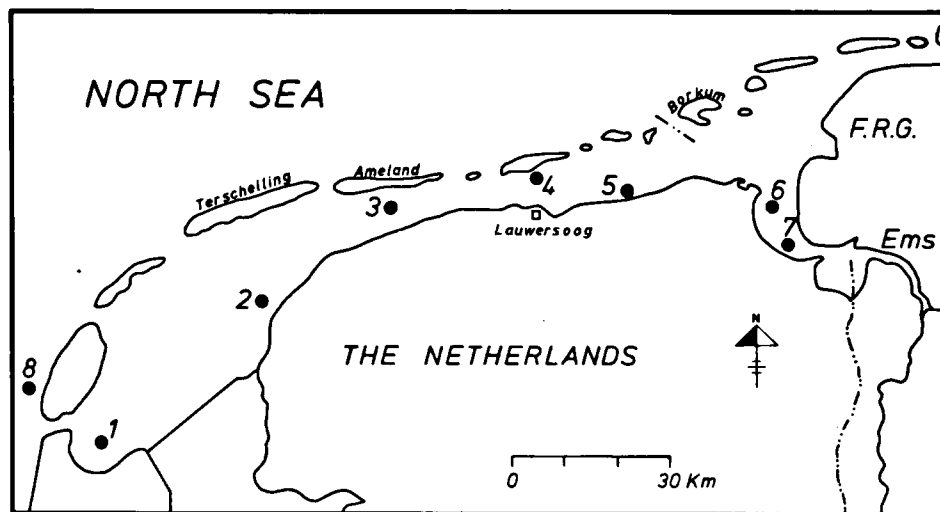 NORTH SEA
Borkum
F.R.G.
Ameland
Terschelling
4
5
3
6
Lauwersoog
7
Ems
2
N
THE NETHERLANDS
8
1
0 30 Km